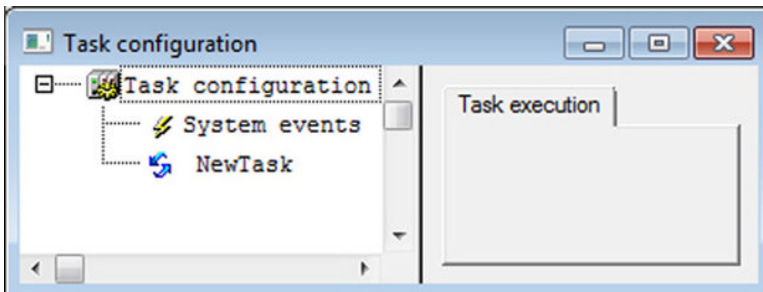 Task configuration
Task configuration
System events
NewTask
Task execution